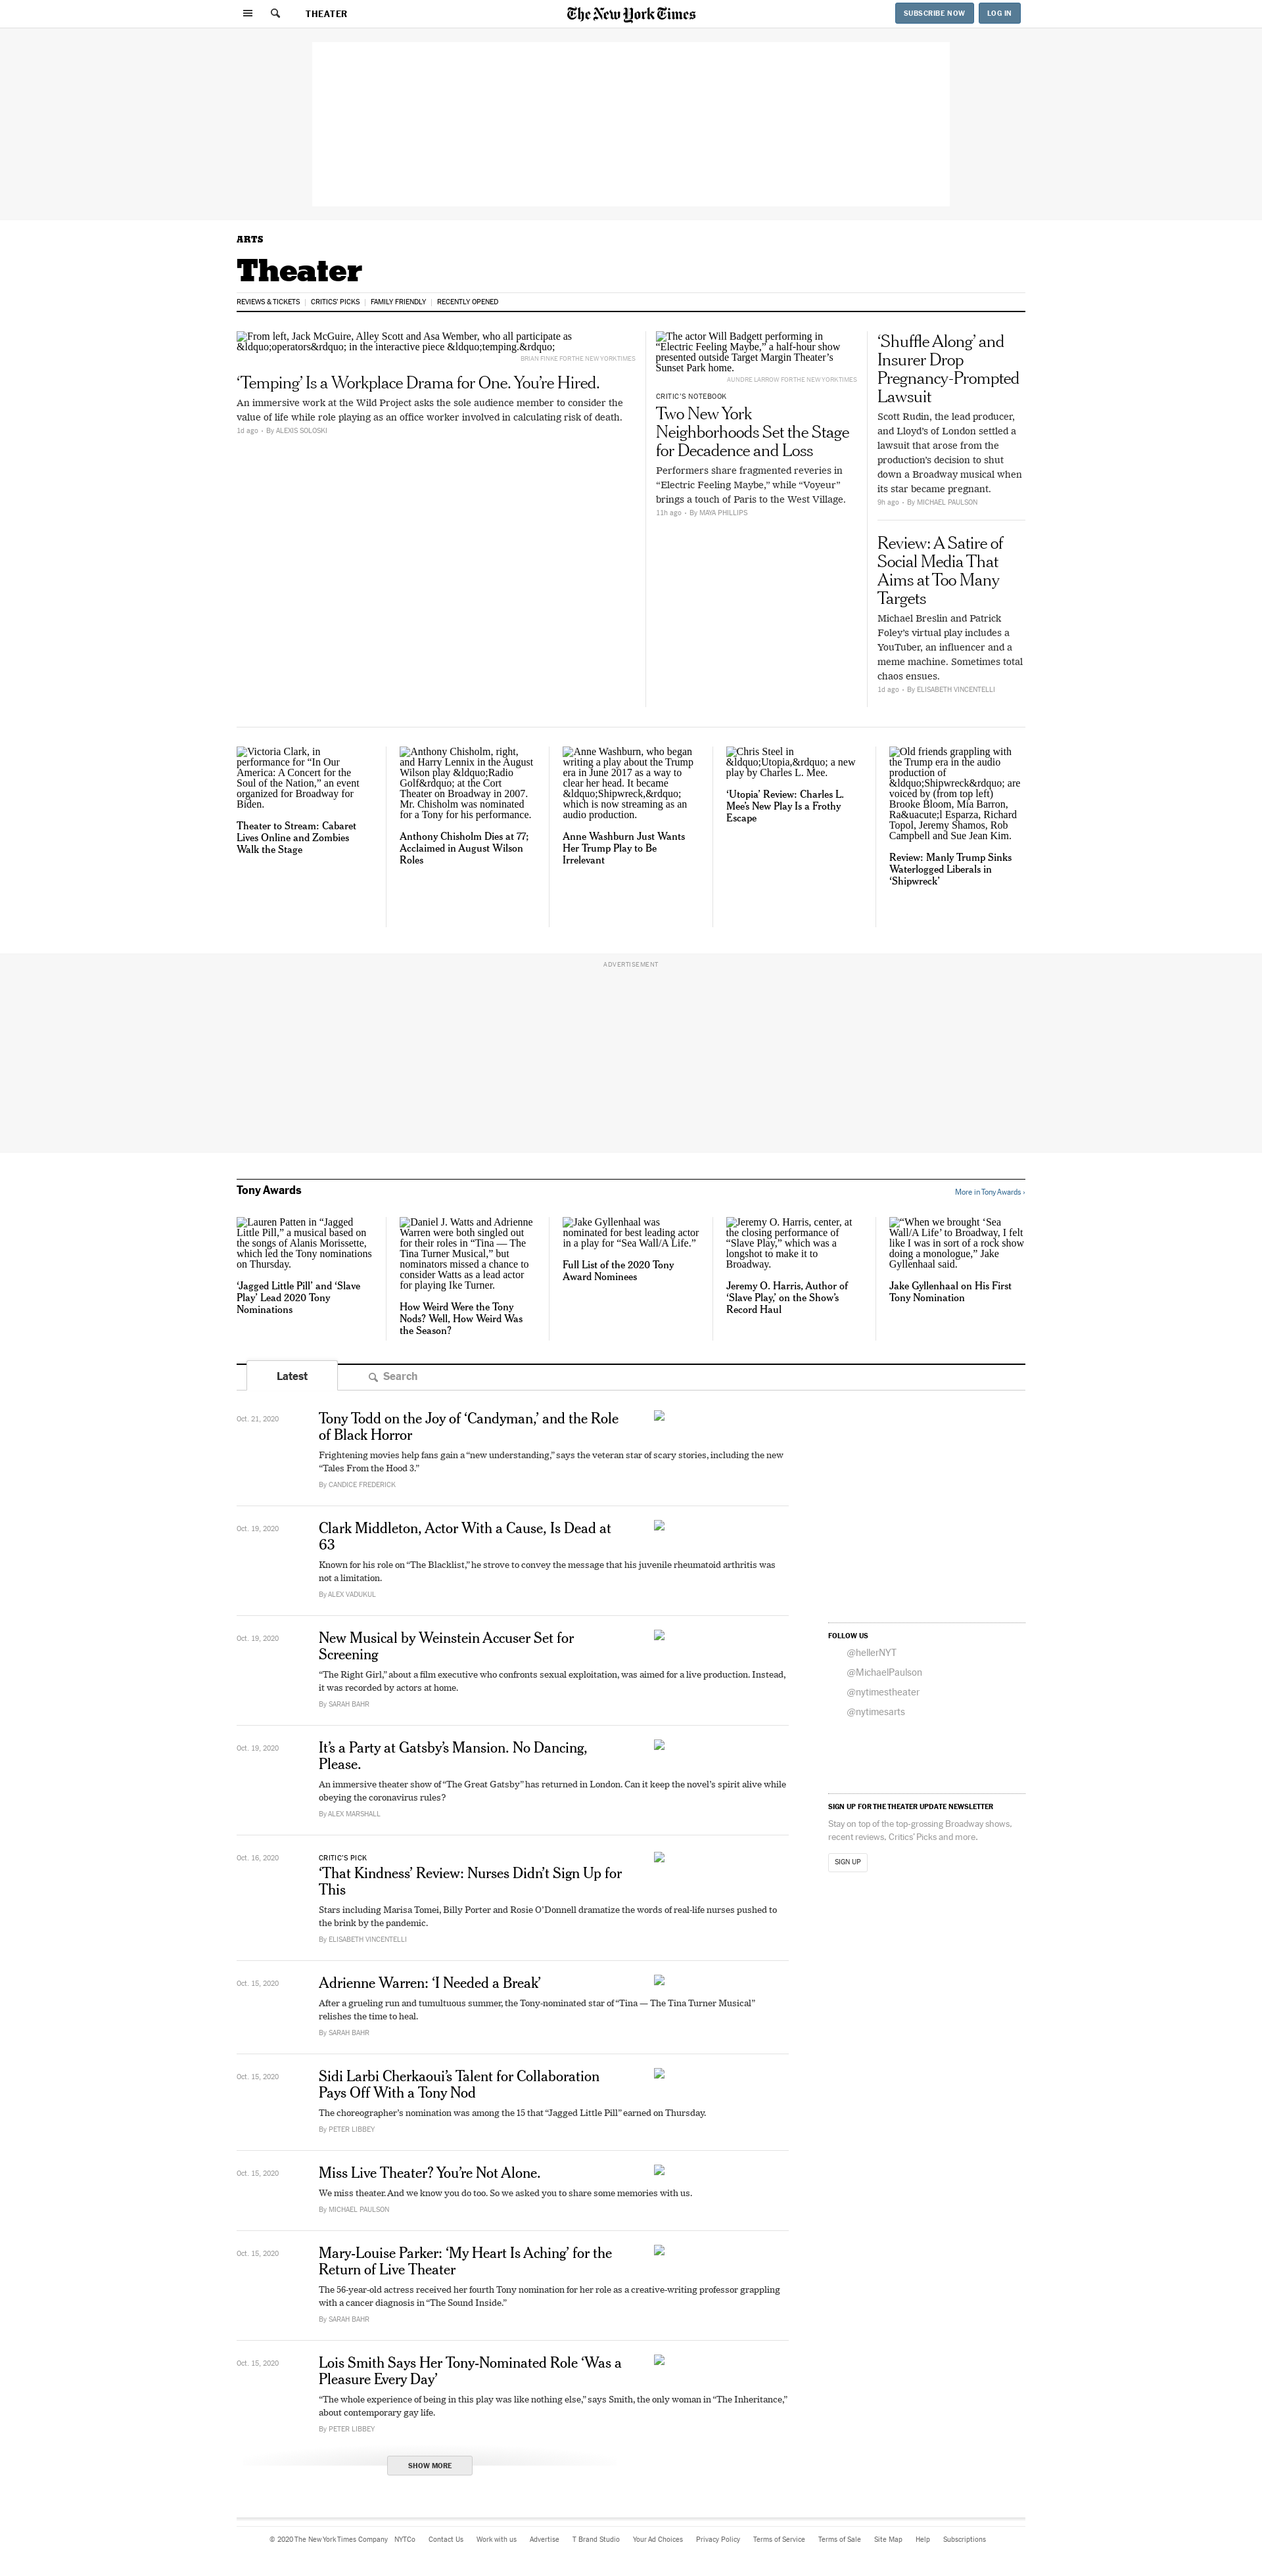 THEATER
The New York Times
SUBSCRIBE NOW
LOG IN
ARTS
Theater
REVIEWS & TICKETS
CRITICS' PICKS
FAMILY FRIENDLY
RECENTLY OPENED
From left, Jack McGuire, Alley Scott and Asa Wember, who all participate as
&ldquo;operators&rdquo; in the interactive piece &ldquo;temping.&rdquo;
BRIAN FINKE FOR THE NEW YORK TIMES
‘Temping’ Is a Workplace Drama for One. You’re Hired.
An immersive work at the Wild Project asks the sole audience member to consider the
value of life while role playing as an office worker involved in calculating risk of death.
1d ago • By ALEXIS SOLOSKI
The actor Will Badgett performing in
“Electric Feeling Maybe,” a half-hour show
presented outside Target Margin Theater’s
Sunset Park home.
AUNDRE LARROW FOR THE NEW YORK TIMES
CRITIC’S NOTEBOOK
Two New York
Neighborhoods Set the Stage
for Decadence and Loss
Performers share fragmented reveries in
“Electric Feeling Maybe,” while “Voyeur”
brings a touch of Paris to the West Village.
11h ago • By MAYA PHILLIPS
‘Shuffle Along’ and
Insurer Drop
Pregnancy-Prompted
Lawsuit
Scott Rudin, the lead producer,
and Lloyd’s of London settled a
lawsuit that arose from the
production’s decision to shut
down a Broadway musical when
its star became pregnant.
9h ago • By MICHAEL PAULSON
Review: A Satire of
Social Media That
Aims at Too Many
Targets
Michael Breslin and Patrick
Foley’s virtual play includes a
YouTuber, an influencer and a
meme machine. Sometimes total
chaos ensues.
1d ago • By ELISABETH VINCENTELLI
Victoria Clark, in
performance for “In Our
America: A Concert for the
Soul of the Nation,” an event
organized for Broadway for
Biden.
Theater to Stream: Cabaret
Lives Online and Zombies
Walk the Stage
Anthony Chisholm, right,
and Harry Lennix in the August
Wilson play &ldquo;Radio
Golf&rdquo; at the Cort
Theater on Broadway in 2007.
Mr. Chisholm was nominated
for a Tony for his performance.
Anthony Chisholm Dies at 77;
Acclaimed in August Wilson
Roles
Anne Washburn, who began
writing a play about the Trump
era in June 2017 as a way to
clear her head. It became
&ldquo;Shipwreck,&rdquo;
which is now streaming as an
audio production.
Anne Washburn Just Wants
Her Trump Play to Be
Irrelevant
Chris Steel in
&ldquo;Utopia,&rdquo; a new
play by Charles L. Mee.
‘Utopia’ Review: Charles L.
Mee’s New Play Is a Frothy
Escape
Old friends grappling with
the Trump era in the audio
production of
&ldquo;Shipwreck&rdquo; are
voiced by (from top left)
Brooke Bloom, Mia Barron,
Ra&uacute;l Esparza, Richard
Topol, Jeremy Shamos, Rob
Campbell and Sue Jean Kim.
Review: Manly Trump Sinks
Waterlogged Liberals in
‘Shipwreck’
ADVERTISEMENT
Tony Awards
More in Tony Awards ›
Lauren Patten in “Jagged
Little Pill,” a musical based on
the songs of Alanis Morissette,
which led the Tony nominations
on Thursday.
‘Jagged Little Pill’ and ‘Slave
Play’ Lead 2020 Tony
Nominations
Daniel J. Watts and Adrienne
Warren were both singled out
for their roles in “Tina — The
Tina Turner Musical,” but
nominators missed a chance to
consider Watts as a lead actor
for playing Ike Turner.
How Weird Were the Tony
Nods? Well, How Weird Was
the Season?
Jake Gyllenhaal was
nominated for best leading actor
in a play for “Sea Wall/A Life.”
Full List of the 2020 Tony
Award Nominees
Jeremy O. Harris, center, at
the closing performance of
“Slave Play,” which was a
longshot to make it to
Broadway.
Jeremy O. Harris, Author of
‘Slave Play,’ on the Show’s
Record Haul
“When we brought ‘Sea
Wall/A Life’ to Broadway, I felt
like I was in sort of a rock show
doing a monologue,” Jake
Gyllenhaal said.
Jake Gyllenhaal on His First
Tony Nomination
Latest
Search
Oct. 21, 2020
Tony Todd on the Joy of ‘Candyman,’ and the Role
of Black Horror
Frightening movies help fans gain a “new understanding,” says the veteran star of scary stories, including the new
“Tales From the Hood 3.”
By CANDICE FREDERICK
Oct. 19, 2020
Clark Middleton, Actor With a Cause, Is Dead at
63
Known for his role on “The Blacklist,” he strove to convey the message that his juvenile rheumatoid arthritis was
not a limitation.
By ALEX VADUKUL
Oct. 19, 2020
New Musical by Weinstein Accuser Set for
Screening
“The Right Girl,” about a film executive who confronts sexual exploitation, was aimed for a live production. Instead,
it was recorded by actors at home.
By SARAH BAHR
Oct. 19, 2020
It’s a Party at Gatsby’s Mansion. No Dancing,
Please.
An immersive theater show of “The Great Gatsby” has returned in London. Can it keep the novel’s spirit alive while
obeying the coronavirus rules?
By ALEX MARSHALL
Oct. 16, 2020
CRITIC’S PICK
‘That Kindness’ Review: Nurses Didn’t Sign Up for
This
Stars including Marisa Tomei, Billy Porter and Rosie O’Donnell dramatize the words of real-life nurses pushed to
the brink by the pandemic.
By ELISABETH VINCENTELLI
Oct. 15, 2020
Adrienne Warren: ‘I Needed a Break’
After a grueling run and tumultuous summer, the Tony-nominated star of “Tina — The Tina Turner Musical”
relishes the time to heal.
By SARAH BAHR
Oct. 15, 2020
Sidi Larbi Cherkaoui’s Talent for Collaboration
Pays Off With a Tony Nod
The choreographer’s nomination was among the 15 that “Jagged Little Pill” earned on Thursday.
By PETER LIBBEY
Oct. 15, 2020
Miss Live Theater? You’re Not Alone.
We miss theater. And we know you do too. So we asked you to share some memories with us.
By MICHAEL PAULSON
Oct. 15, 2020
Mary-Louise Parker: ‘My Heart Is Aching’ for the
Return of Live Theater
The 56-year-old actress received her fourth Tony nomination for her role as a creative-writing professor grappling
with a cancer diagnosis in “The Sound Inside.”
By SARAH BAHR
Oct. 15, 2020
Lois Smith Says Her Tony-Nominated Role ‘Was a
Pleasure Every Day’
“The whole experience of being in this play was like nothing else,” says Smith, the only woman in “The Inheritance,”
about contemporary gay life.
By PETER LIBBEY
SHOW MORE
FOLLOW US
@hellerNYT
@MichaelPaulson
@nytimestheater
@nytimesarts
SIGN UP FOR THE THEATER UPDATE NEWSLETTER
Stay on top of the top-grossing Broadway shows,
recent reviews, Critics’ Picks and more.
SIGN UP
© 2020 The New York Times Company NYTCo Contact Us Work with us Advertise T Brand Studio Your Ad Choices Privacy Policy Terms of Service Terms of Sale Site Map Help Subscriptions